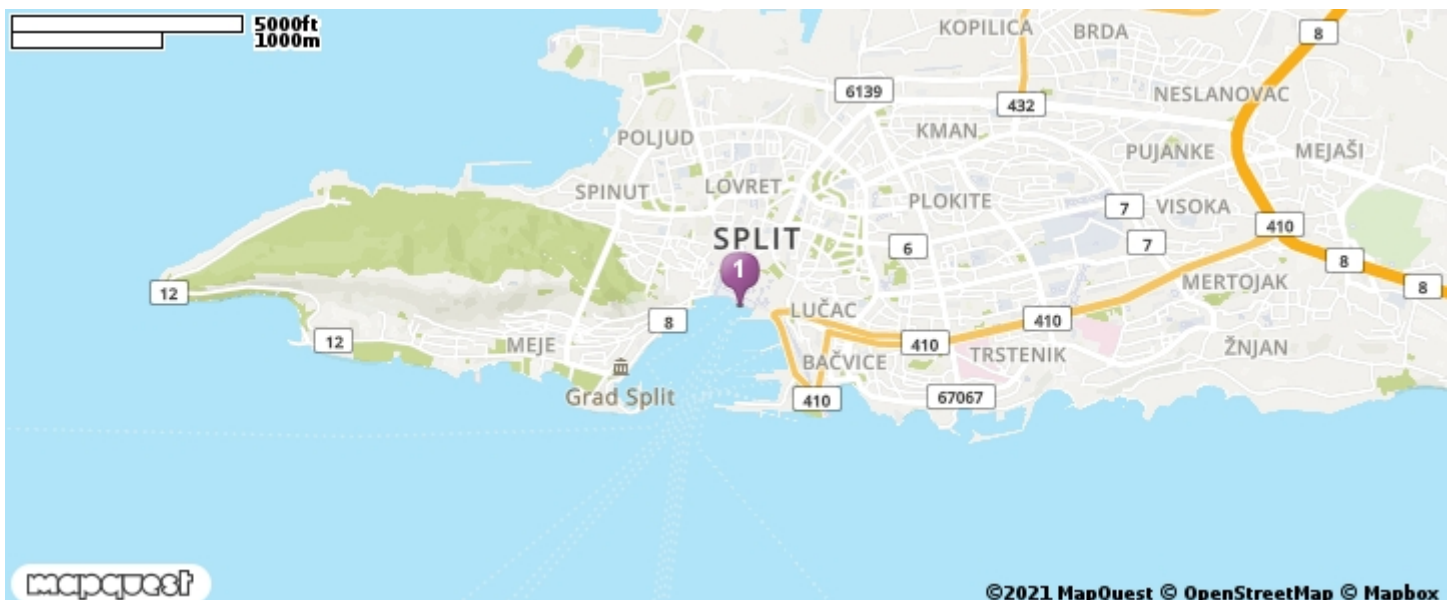 5000ft
1000m
KOPILICA
BRDA
8
6139
432
NESLANOVAC
POLJUD
KMAN
PUJANKE
MEJAŠI
SPINUT
LOVRET
PLOKITE
7
VISOKA
410
SPLIT
6
7
8
1
MERTOJAK
8
12
LUČAC
8
410
12
MEJE
410
ŽNJAN
BAČVICE
TRSTENIK
Grad Split
410
67067
mapquest
©2021 MapQuest © OpenStreetMap © Mapbox